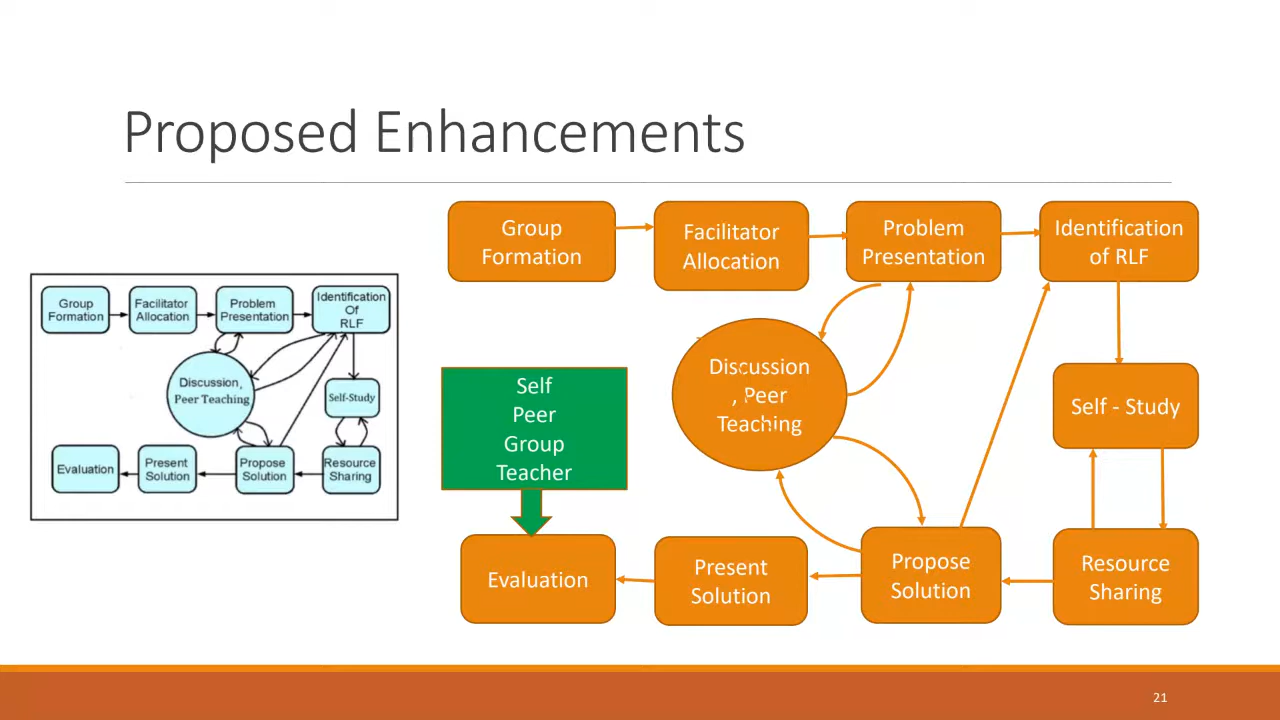 Proposed Enhancements
Group
Formation
Facilitator
Allocation
Problem
Presentation
Identification
Of
RLF
Discussion,
Peer Teaching
Self-Study
Evaluation
Present
Solution
Propose
Solution
Resource
Sharing
Group
Formation
Facilitator
Allocation
Problem
Presentation
Identification
of RLF
Discussion
, Peer
Teaching
Self - Study
Self
Peer
Group
Teacher
Evaluation
Present
Solution
Propose
Solution
Resource
Sharing
21